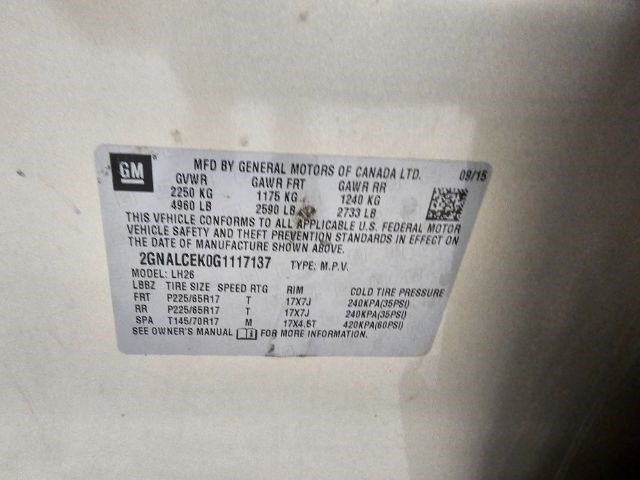 GM
MFD BY GENERAL MOTORS OF CANADA LTD. 09/15
GVWR GAWR FRT GAWR RR
2250 KG 1175 KG 1240 KG
4960 LB 2590 LB 2733 LB
THIS VEHICLE CONFORMS TO ALL APPLICABLE U.S. FEDERAL MOTOR
VEHICLE SAFETY AND THEFT PREVENTION STANDARDS IN EFFECT ON
THE DATE OF MANUFACTURE SHOWN ABOVE.
2GNALCEK0G1117137 TYPE: M.P.V.
MODEL: LH26
LBBZ TIRE SIZE SPEED RTG RIM COLD TIRE PRESSURE
FRT P225/65R17 T 17X7J 240KPA(35PSI)
RR P225/65R17 T 17X7J 240KPA(35PSI)
SPA T145/70R17 M 17X4.5T 420KPA(60PSI)
SEE OWNER'S MANUAL FOR MORE INFORMATION.